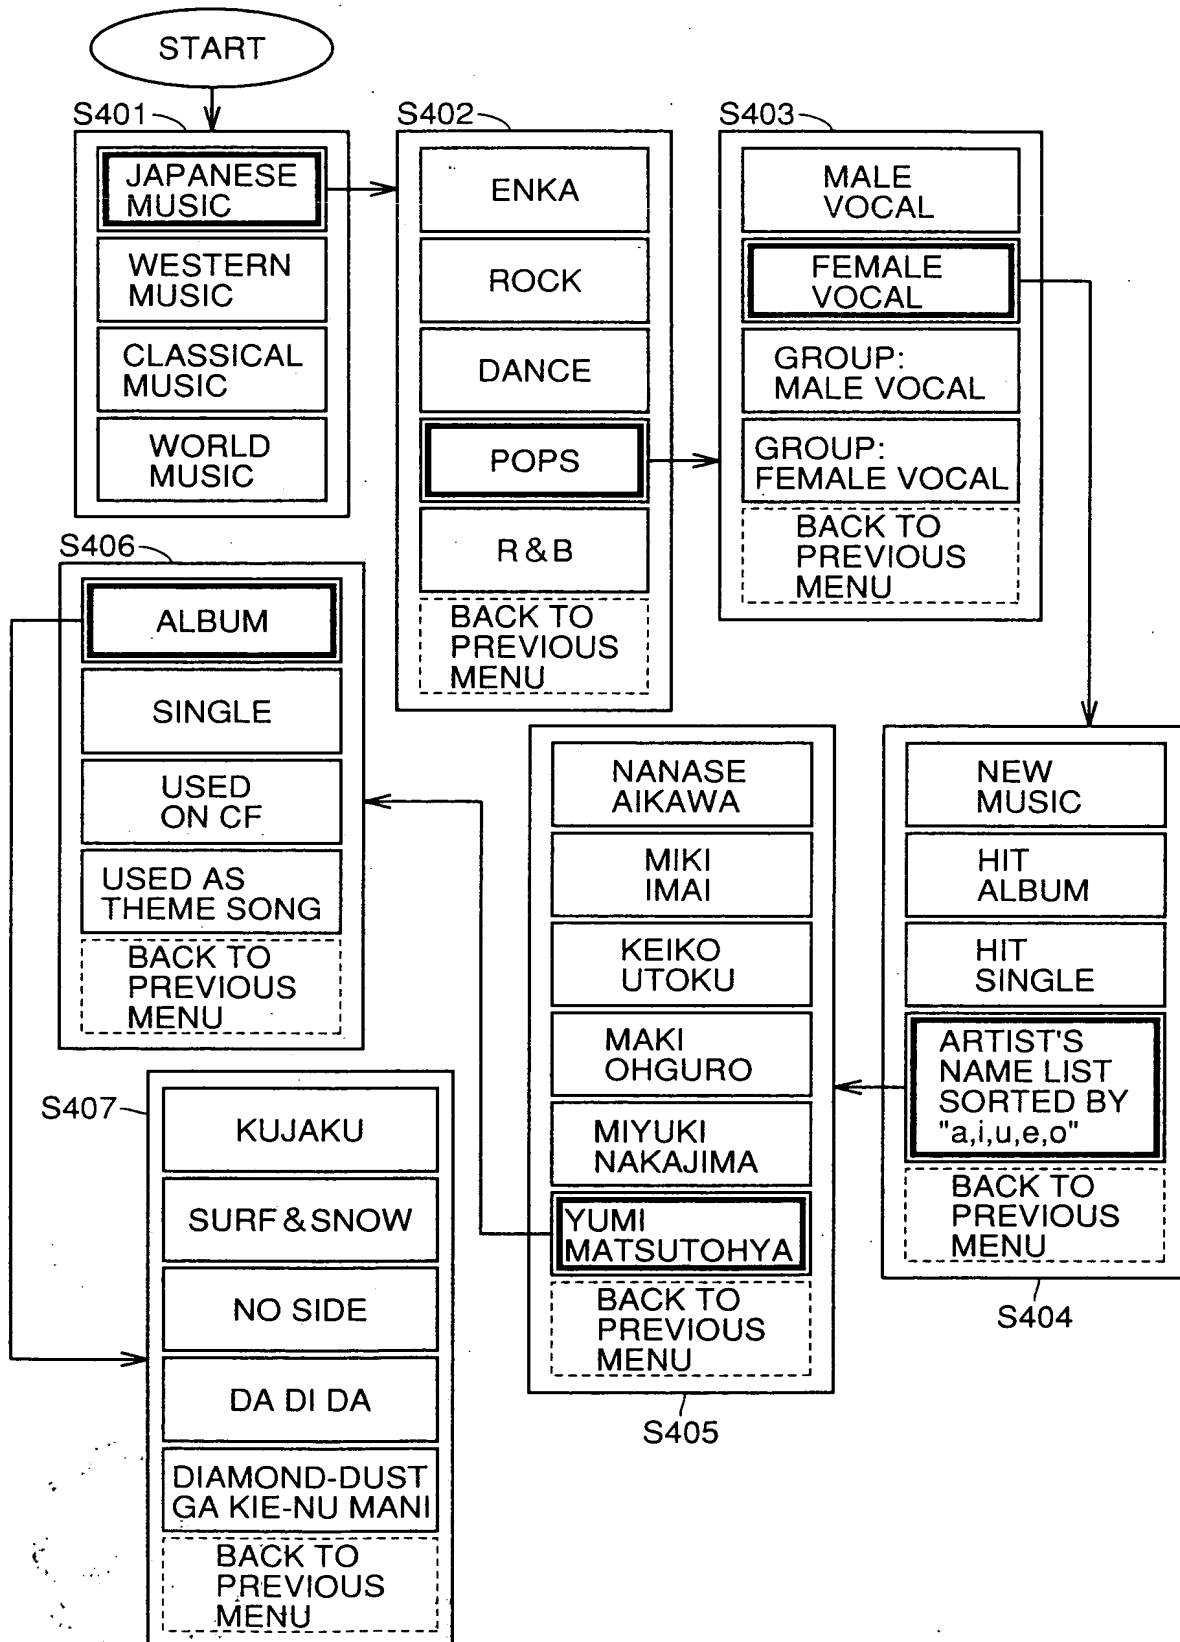 START
S401
JAPANESE
MUSIC
WESTERN
MUSIC
CLASSICAL
MUSIC
WORLD
MUSIC
S402
ENKA
ROCK
DANCE
POPS
R&B
BACK TO
PREVIOUS
MENU
S403
MALE
VOCAL
FEMALE
VOCAL
GROUP:
MALE VOCAL
GROUP:
FEMALE VOCAL
BACK TO
PREVIOUS
MENU
NEW
MUSIC
HIT
ALBUM
HIT
SINGLE
ARTIST'S
NAME LIST
SORTED BY
"a,i,u,e,o"
BACK TO
PREVIOUS
MENU
S404
NANASE
AIKAWA
MIKI
IMAI
KEIKO
UTOKU
MAKI
OHGURO
MIYUKI
NAKAJIMA
YUMI
MATSUTOHYA
BACK TO
PREVIOUS
MENU
S405
S406
ALBUM
SINGLE
USED
ON CF
USED AS
THEME SONG
BACK TO
PREVIOUS
MENU
S407
KUJAKU
SURF&SNOW
NO SIDE
DA DI DA
DIAMOND-DUST
GA KIE-NU MANI
BACK TO
PREVIOUS
MENU